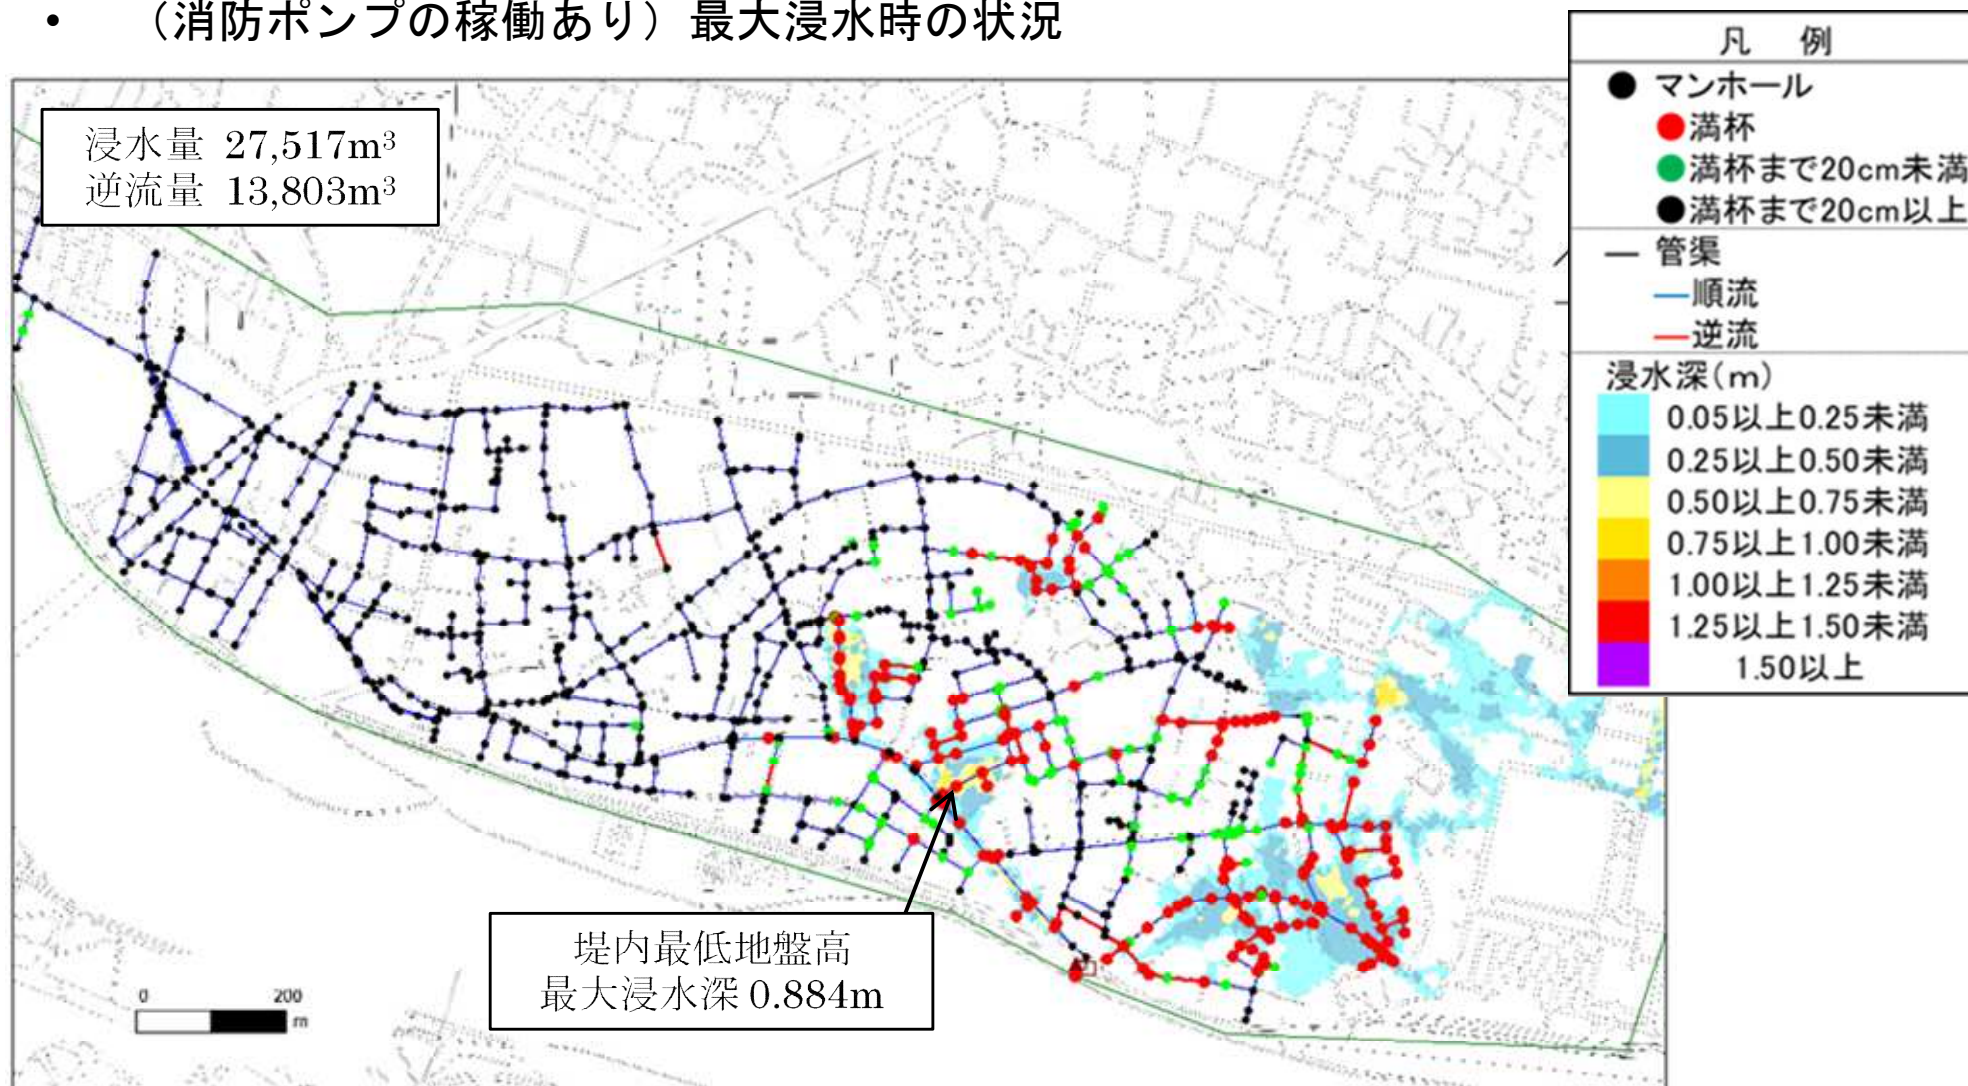 • （消防ポンプの稼働あり）最大浸水時の状況
浸水量 27,517m³
逆流量 13,803m³
凡 例
マンホール
満杯
満杯まで20cm未満
満杯まで20cm以上
管渠
順流
逆流
浸水深(m)
0.05以上0.25未満
0.25以上0.50未満
0.50以上0.75未満
0.75以上1.00未満
1.00以上1.25未満
1.25以上1.50未満
1.50以上
堤内最低地盤高
最大浸水深 0.884m
0 200
m